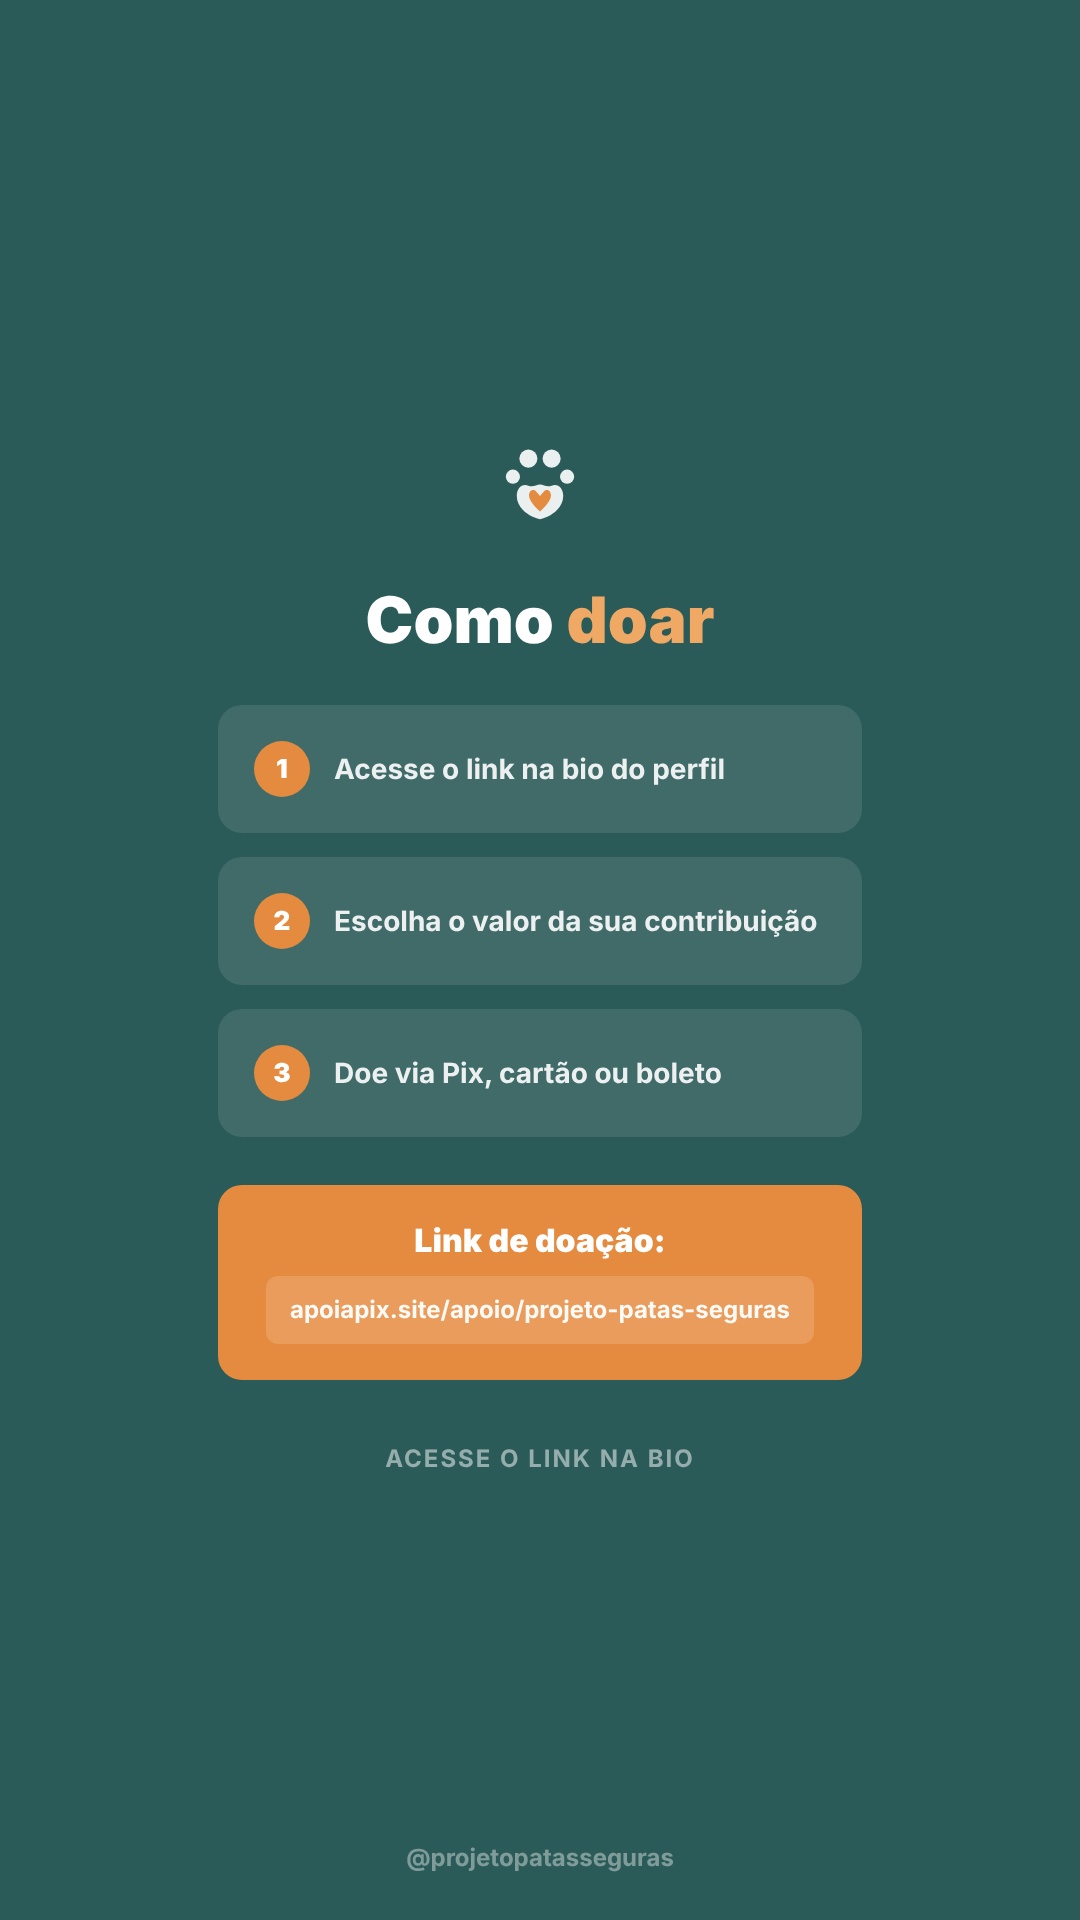 Como doar
1 Acesse o link na bio do perfil
2 Escolha o valor da sua contribuição
3 Doe via Pix, cartão ou boleto
Link de doação:
apoiapix.site/apoio/projeto-patas-seguras
ACESSE O LINK NA BIO
@projetopatasseguras